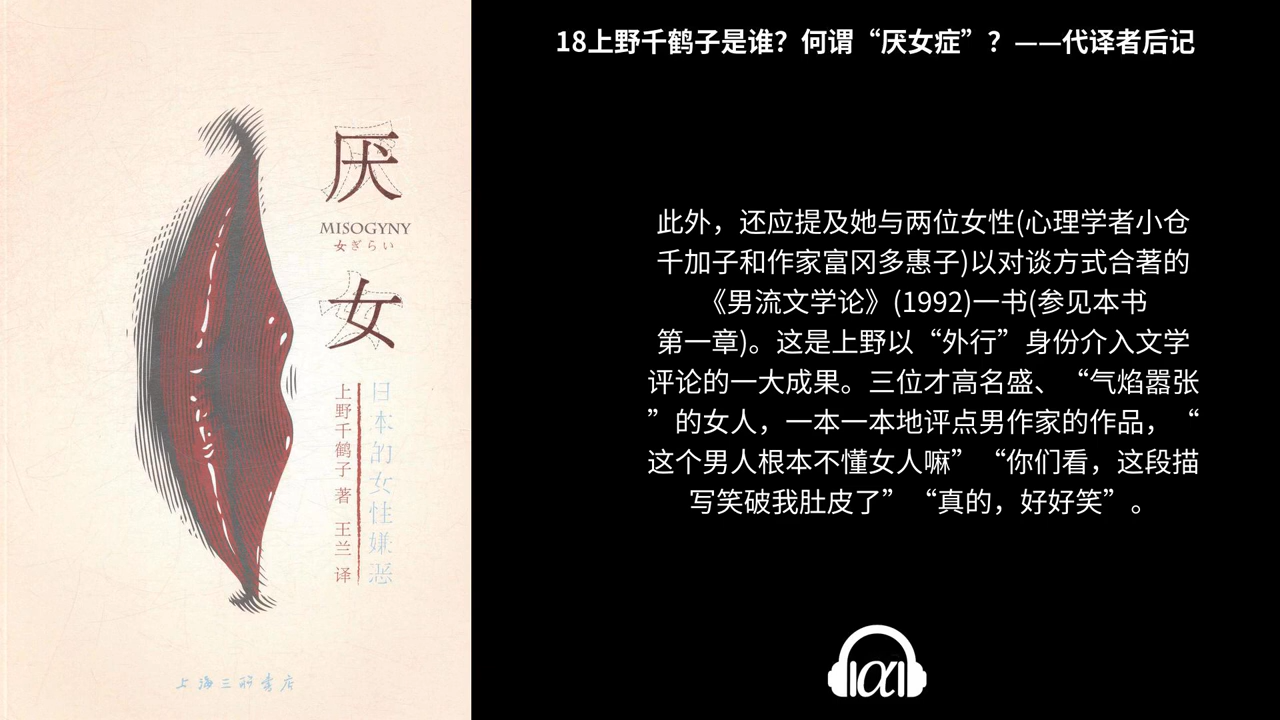 厌
MISOGYNY
女ぎらい
女
上野千鹤子 著 王兰 译
日本的女性嫌恶
上海三联书店
18上野千鹤子是谁？何谓“厌女症”？——代译者后记
此外，还应提及她与两位女性(心理学者小仓
千加子和作家富冈多惠子)以对谈方式合著的
《男流文学论》(1992)一书(参见本书
第一章)。这是上野以“外行”身份介入文学
评论的一大成果。三位才高名盛、“气焰嚣张
”的女人，一本一本地评点男作家的作品，“
这个男人根本不懂女人嘛”“你们看，这段描
写笑破我肚皮了”“真的，好好笑”。